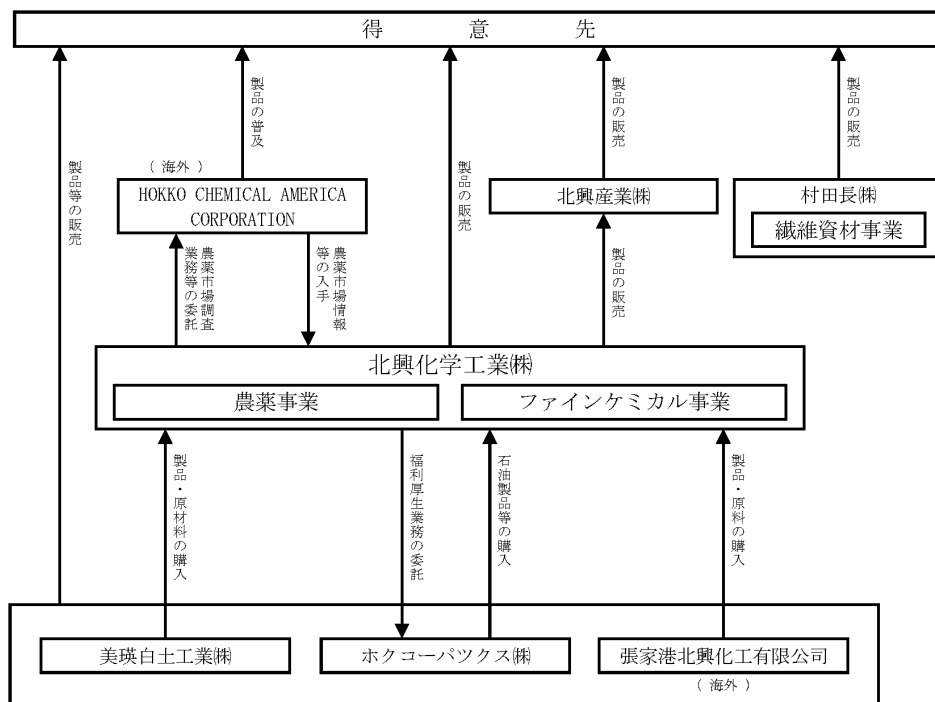 得意先
製品等の販売
製品の普及
製品の販売
製品の販売
製品の販売
(海外)
HOKKO CHEMICAL AMERICA
CORPORATION
北興産業㈱
村田長㈱
繊維資材事業
農薬市場調査
業務等の委託
農薬市場情報
等の入手
製品の販売
北興化学工業㈱
農薬事業
ファインケミカル事業
製品・原材料の購入
福利厚生業務の委託
石油製品等の購入
製品・原料の購入
美瑛白土工業㈱
ホクコーパツクス㈱
張家港北興化工有限公司
(海外)